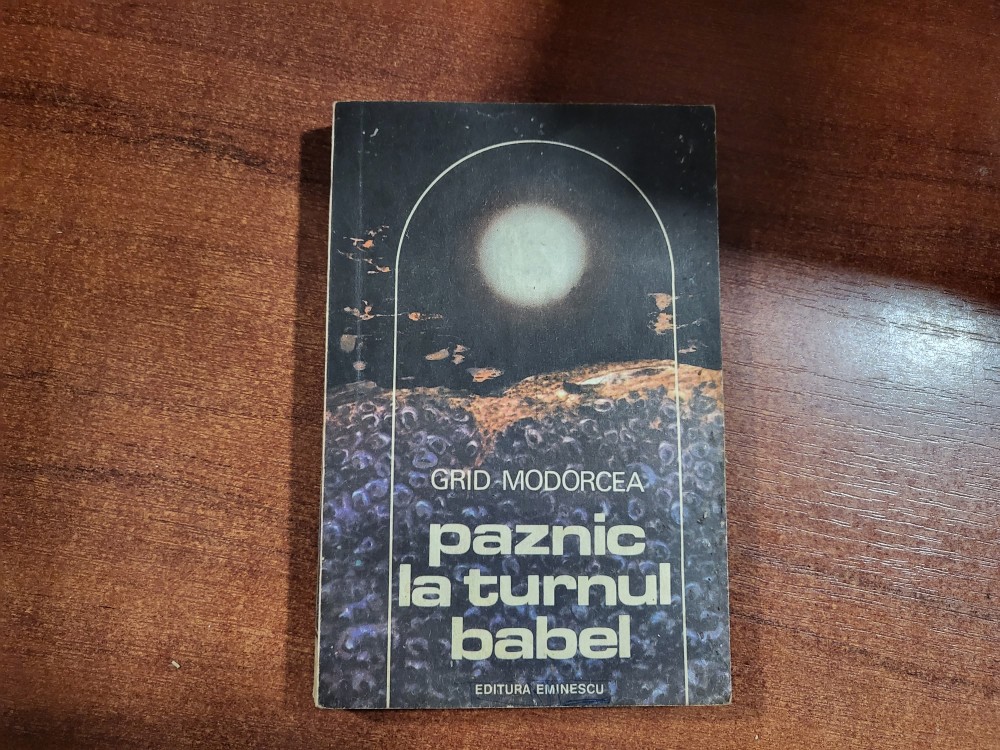 GRID MODORCEA
paznic
la turnul
babel
EDITURA EMINESCU